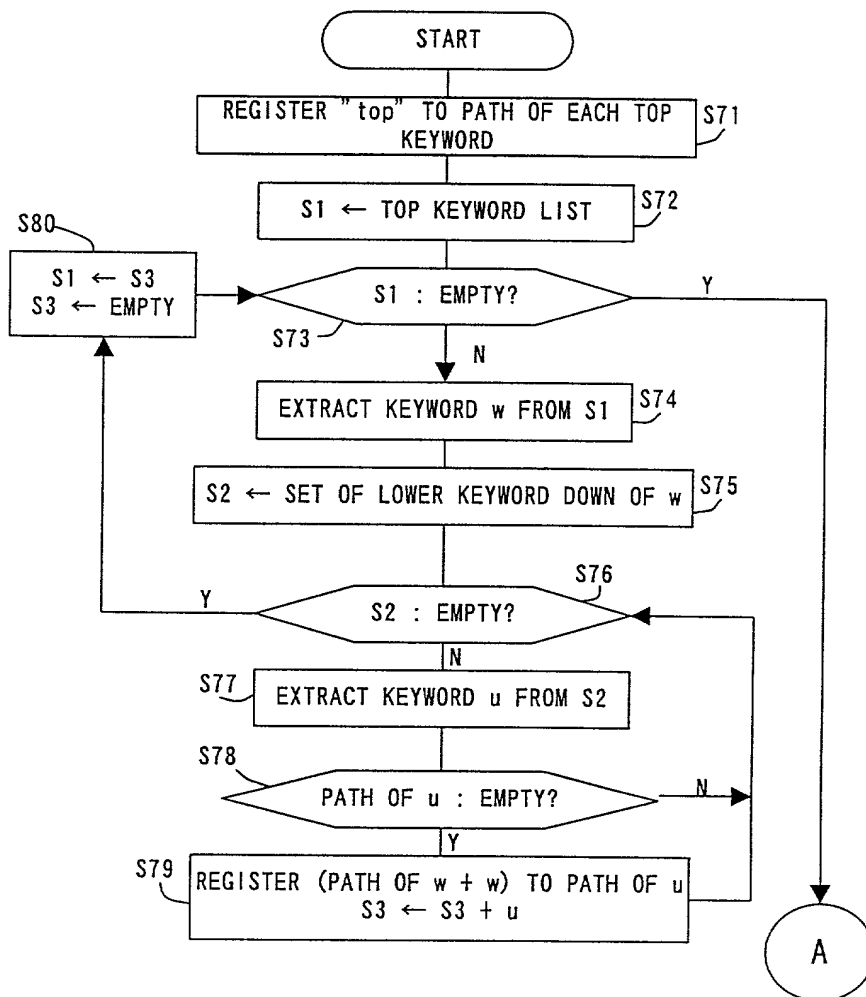 START
REGISTER "top" TO PATH OF EACH TOP
KEYWORD
S71
S1 ← TOP KEYWORD LIST
S72
S80
S1 ← S3
S3 ← EMPTY
S1 : EMPTY?
Y
S73
N
EXTRACT KEYWORD w FROM S1
S74
S2 ← SET OF LOWER KEYWORD DOWN OF w
S75
S76
Y
S2 : EMPTY?
N
S77
EXTRACT KEYWORD u FROM S2
S78
PATH OF u : EMPTY?
N
Y
S79
REGISTER (PATH OF w + w) TO PATH OF u
S3 ← S3 + u
A